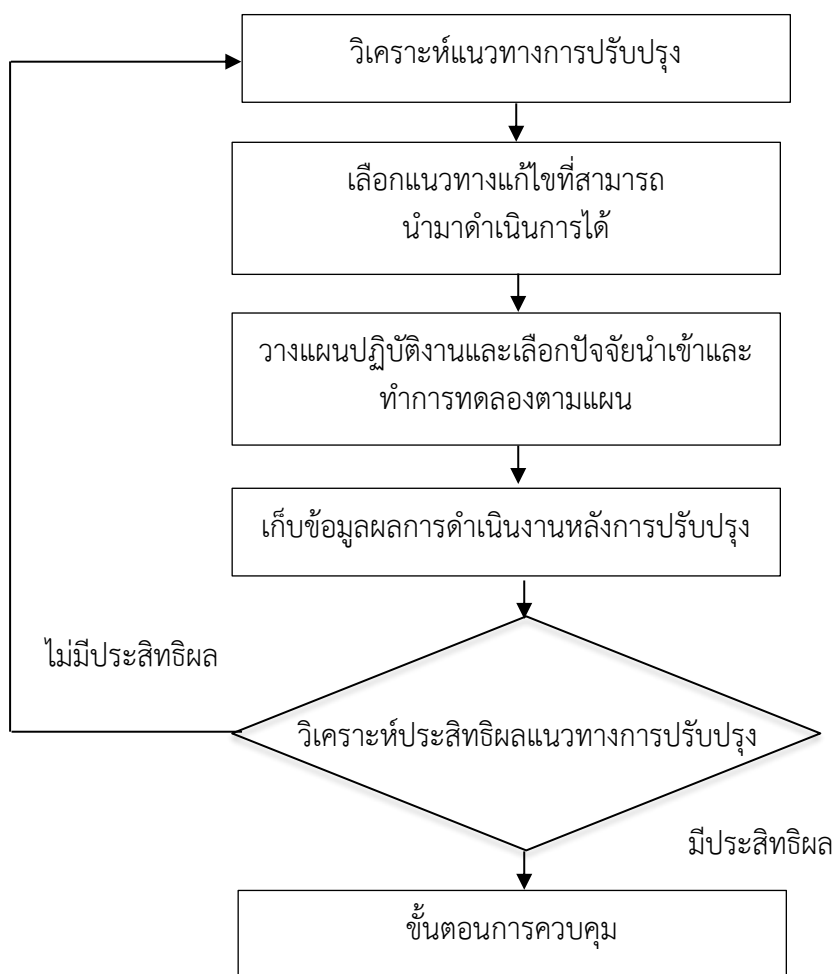 วิเคราะห์แนวทางการปรับปรุง
เลือกแนวทางแก้ไขที่สามารถ
นำมาดำเนินการได้
วางแผนปฏิบัติงานและเลือกปัจจัยนำเข้าและ
ทำการทดลองตามแผน
เก็บข้อมูลผลการดำเนินงานหลังการปรับปรุง
ไม่มีประสิทธิผล
วิเคราะห์ประสิทธิผลแนวทางการปรับปรุง
มีประสิทธิผล
ขั้นตอนการควบคุม